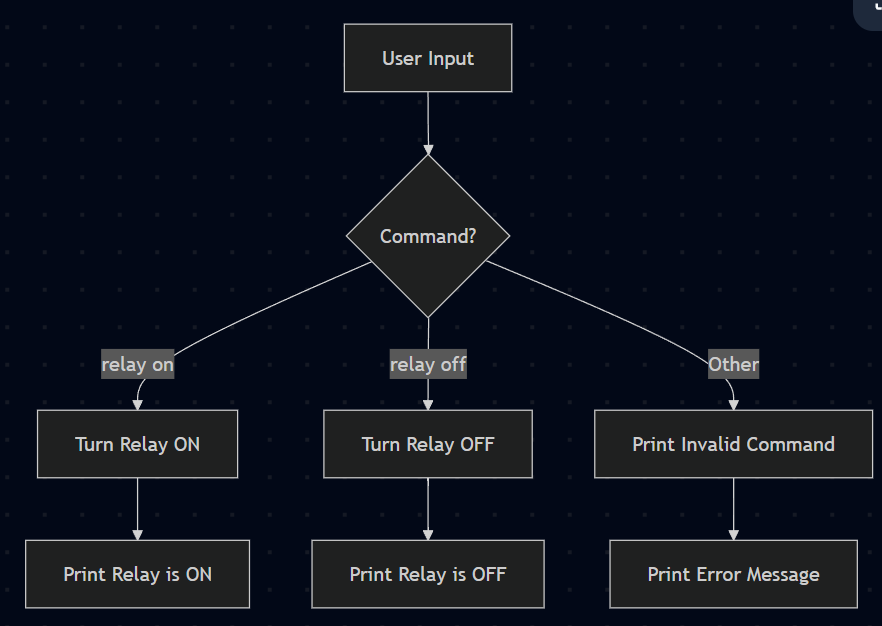 User Input
Command?
relay on
relay off
Other
Turn Relay ON
Turn Relay OFF
Print Invalid Command
Print Relay is ON
Print Relay is OFF
Print Error Message